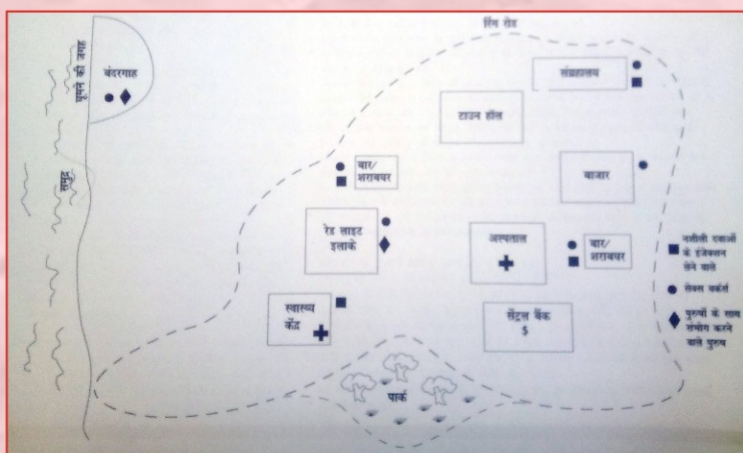 रिंग रोड
संग्रहालय
घूमने की जगह
बंदरगाह
टाउन हॉल
समुद्र
बार/
शराबघर
बाजार
रेड लाइट
इलाके
अस्पताल
बार/
शराबघर
नशीली दवाओं
के इंजेक्शन
लेने वाले
सेक्स वर्कर्स
पुरुषों के साथ
संभोग करने
वाले पुरुष
स्वास्थ्य
केंद्र
सेंट्रल बैंक
$
पार्क